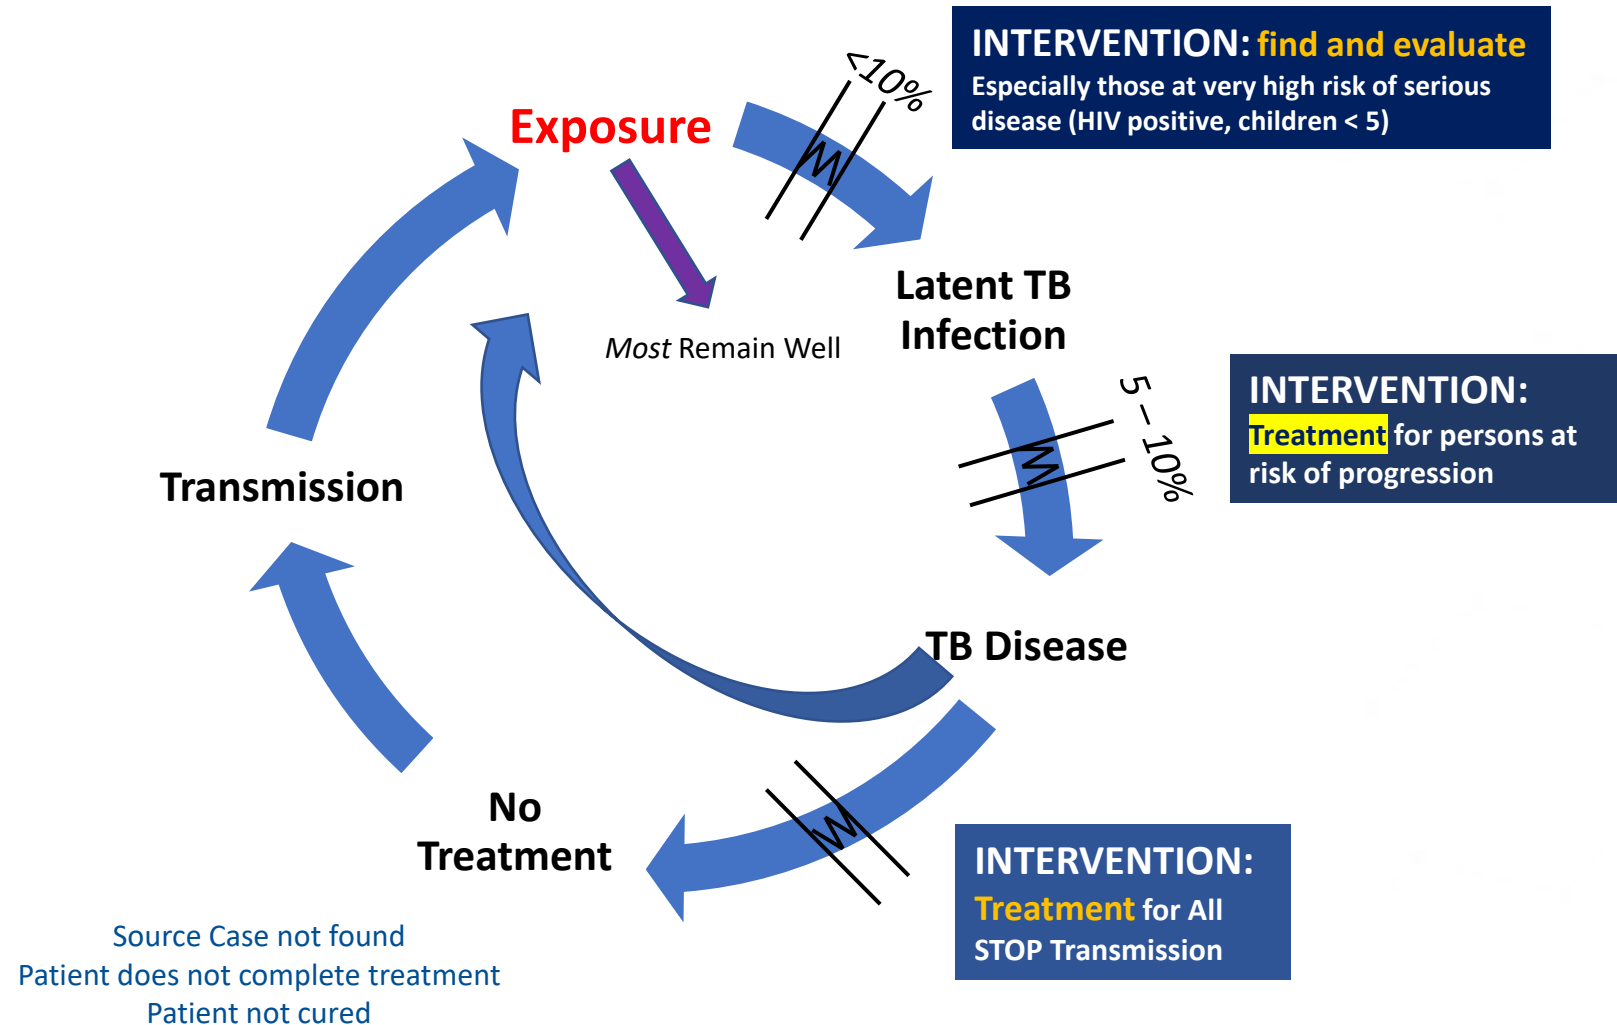 <10%
INTERVENTION: find and evaluate
Especially those at very high risk of serious
disease (HIV positive, children < 5)
Exposure
Latent TB
Infection
Most Remain Well
5 – 10%
INTERVENTION:
Treatment for persons at
risk of progression
Transmission
TB Disease
No
Treatment
INTERVENTION:
Treatment for All
STOP Transmission
Source Case not found
Patient does not complete treatment
Patient not cured